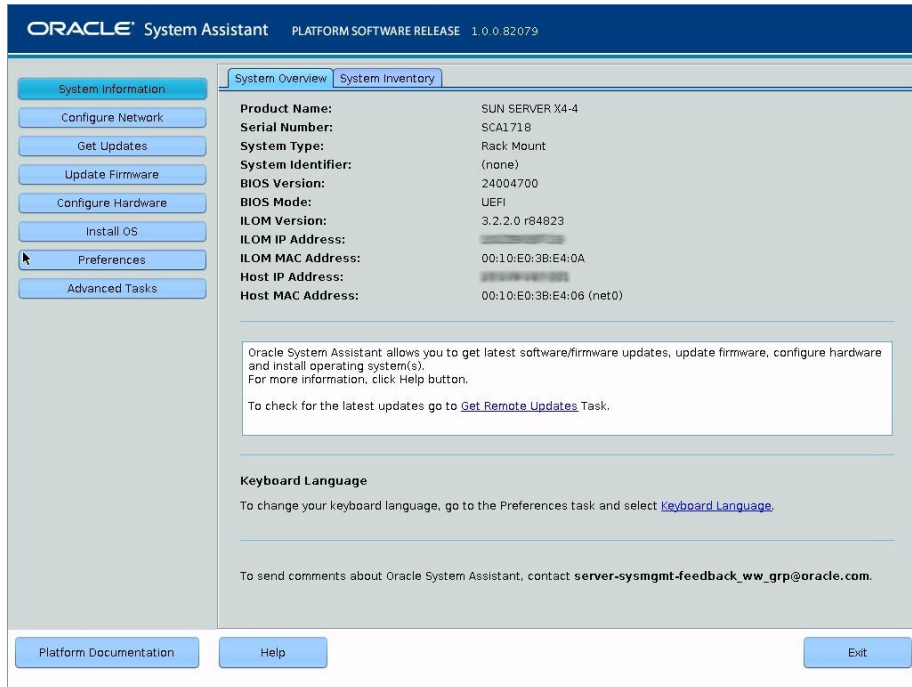 ORACLE® System Assistant PLATFORM SOFTWARE RELEASE 1.0.0.82079
System Information
Configure Network
Get Updates
Update Firmware
Configure Hardware
Install OS
Preferences
Advanced Tasks
System Overview System Inventory
Product Name: SUN SERVER X4-4
Serial Number: SCA1718
System Type: Rack Mount
System Identifier: (none)
BIOS Version: 24004700
BIOS Mode: UEFI
ILOM Version: 3.2.2.0 r84823
ILOM IP Address:
ILOM MAC Address: 00:10:E0:3B:E4:0A
Host IP Address:
Host MAC Address: 00:10:E0:3B:E4:06 (net0)
Oracle System Assistant allows you to get latest software/firmware updates, update firmware, configure hardware
and install operating system(s).
For more information, click Help button.
To check for the latest updates go to Get Remote Updates Task.
Keyboard Language
To change your keyboard language, go to the Preferences task and select Keyboard Language.
To send comments about Oracle System Assistant, contact server-sysmgmt-feedback_ww_grp@oracle.com.
Platform Documentation
Help
Exit